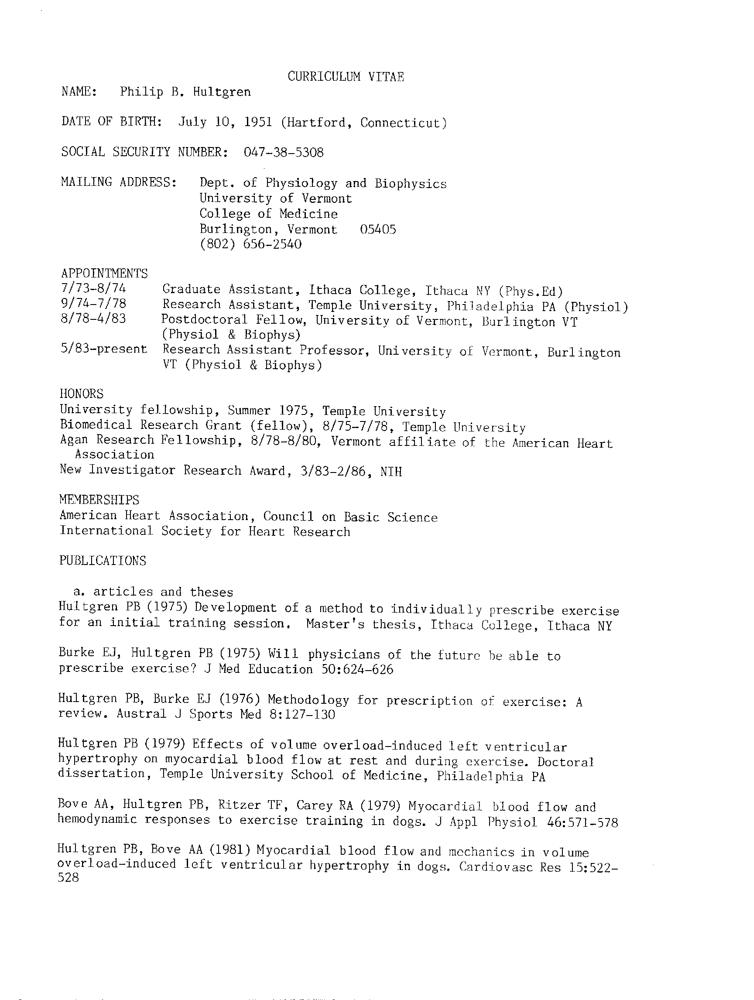 CURRICULUM VITAE
NAME: Philip B. Hultgren
DATE OF BIRTH: July 10, 1951 (Hartford, Connecticut)
SOCIAL SECURITY NUMBER: 047-38-5308
MAILING ADDRESS: Dept. of Physiology and Biophysics
University of Vermont
College of Medicine
Burlington, Vermont 05405
(802) 656-2540
APPOINTMENTS
7/73-8/74 Graduate Assistant, Ithaca College, Ithaca NY (Phys.Ed)
9/74-7/78 Research Assistant, Temple University, Philadelphia PA (Physiol)
8/78-4/83 Postdoctoral Fellow, University of Vermont, Burlington VT
(Physiol & Biophys)
5/83-present Research Assistant Professor, University of Vermont, Burlington
VT (Physiol & Biophys)
HONORS
University fellowship, Summer 1975, Temple University
Biomedical Research Grant (fellow), 8/75-7/78, Temple University
Agan Research Fellowship, 8/78-8/80, Vermont affiliate of the American Heart
Association
New Investigator Research Award, 3/83-2/86, NIH
MEMBERSHIPS
American Heart Association, Council on Basic Science
International Society for Heart Research
PUBLICATIONS
a. articles and theses
Hultgren PB (1975) Development of a method to individually prescribe exercise
for an initial training session. Master's thesis, Ithaca College, Ithaca NY
Burke EJ, Hultgren PB (1975) Will physicians of the future be able to
prescribe exercise? J Med Education 50:624-626
Hultgren PB, Burke EJ (1976) Methodology for prescription of exercise: A
review. Austral J Sports Med 8:127-130
Hultgren PB (1979) Effects of volume overload-induced left ventricular
hypertrophy on myocardial blood flow at rest and during exercise. Doctoral
dissertation, Temple University School of Medicine, Philadelphia PA
Bove AA, Hultgren PB, Ritzer TF, Carey RA (1979) Myocardial blood flow and
hemodynamic responses to exercise training in dogs. J Appl Physiol 46:571-578
Hultgren PB, Bove AA (1981) Myocardial blood flow and mechanics in volume
overload-induced left ventricular hypertrophy in dogs. Cardiovasc Res 15:522-
528